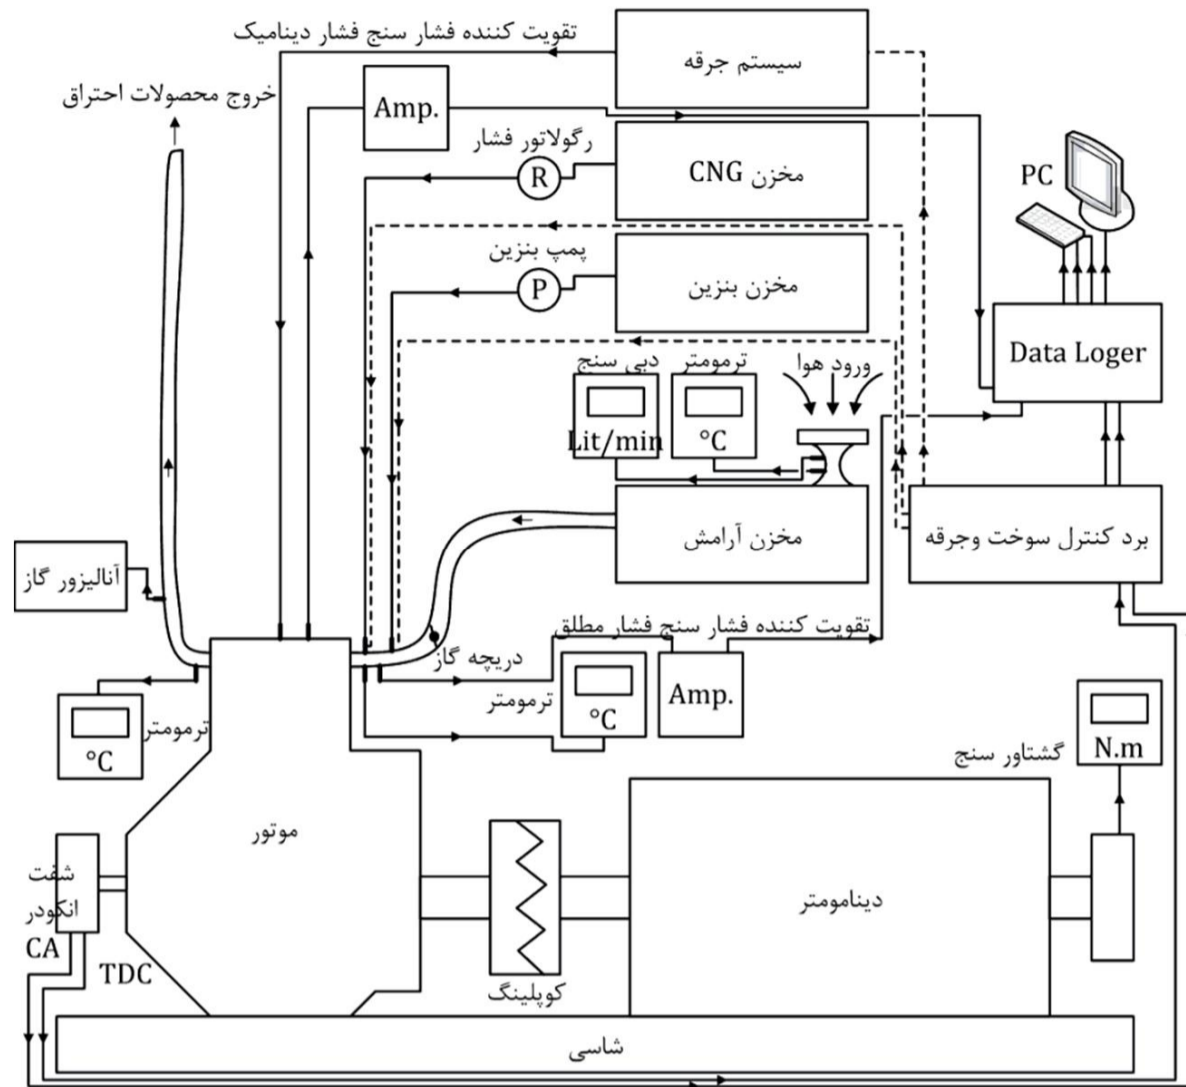 تقویت کننده فشار سنج فشار دینامیک
سیستم جرقه
خروج محصولات احتراق
Amp.
رگولاتور فشار
R
مخزن CNG
PC
پمپ بنزین
P
مخزن بنزین
Data Loger
دبی سنج
ترمومتر
ورود هوا
Lit/min
°C
مخزن آرامش
برد کنترل سوخت وجرقه
آنالیزور گاز
تقویت کننده فشار سنج فشار مطلق
دریچه گاز
ترمومتر
°C
Amp.
ترمومتر
°C
گشتاور سنج
N.m
موتور
شفت
انکودر
CA
TDC
کوپلینگ
دینامومتر
شاسی